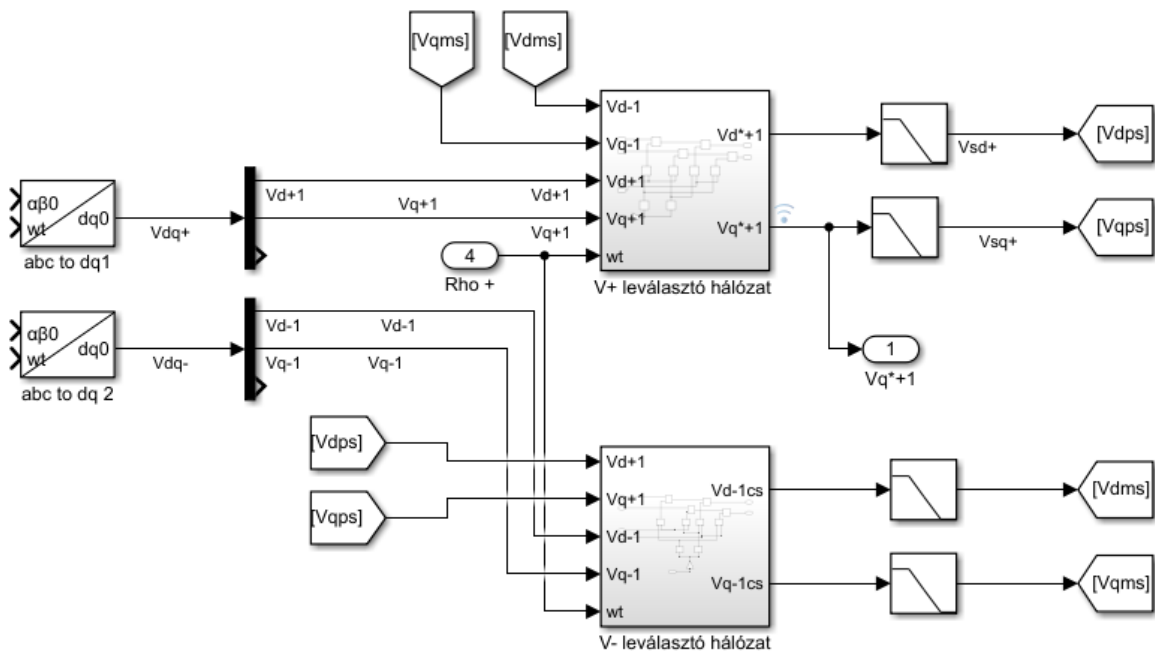 [Vqms]
[Vdms]
Vd-1
Vq-1
Vd+1
Vq+1
wt
Vd*+1
Vq*+1
V+ leválasztó hálózat
Vsd+
[Vdps]
Vsq+
[Vqps]
αβ0
wt
dq0
abc to dq1
Vdq+
Vd+1
Vq+1
Vd+1
Vq+1
4
Rho +
1
Vq*+1
αβ0
wt
dq0
abc to dq 2
Vdq-
Vd-1
Vd-1
Vq-1
Vq-1
[Vdps]
[Vqps]
Vd+1
Vq+1
Vd-1
Vq-1
wt
Vd-1cs
Vq-1cs
V- leválasztó hálózat
[Vdms]
[Vqms]